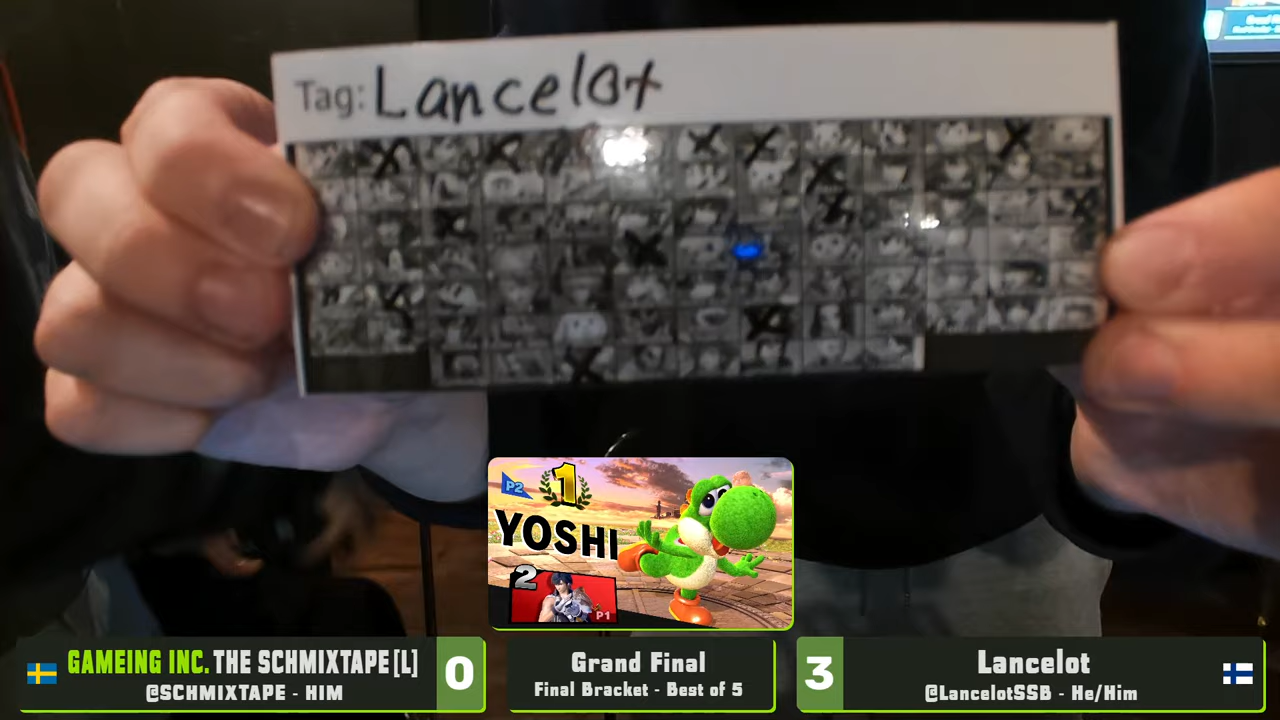 Tag: Lancelot
P2
1
YOSHI
2
P1
GAMEING INC. THE SCHMIXTAPE [L]
@SCHMIXTAPE - HIM
0
Grand Final
Final Bracket - Best of 5
3
Lancelot
@LancelotSSB - He/Him